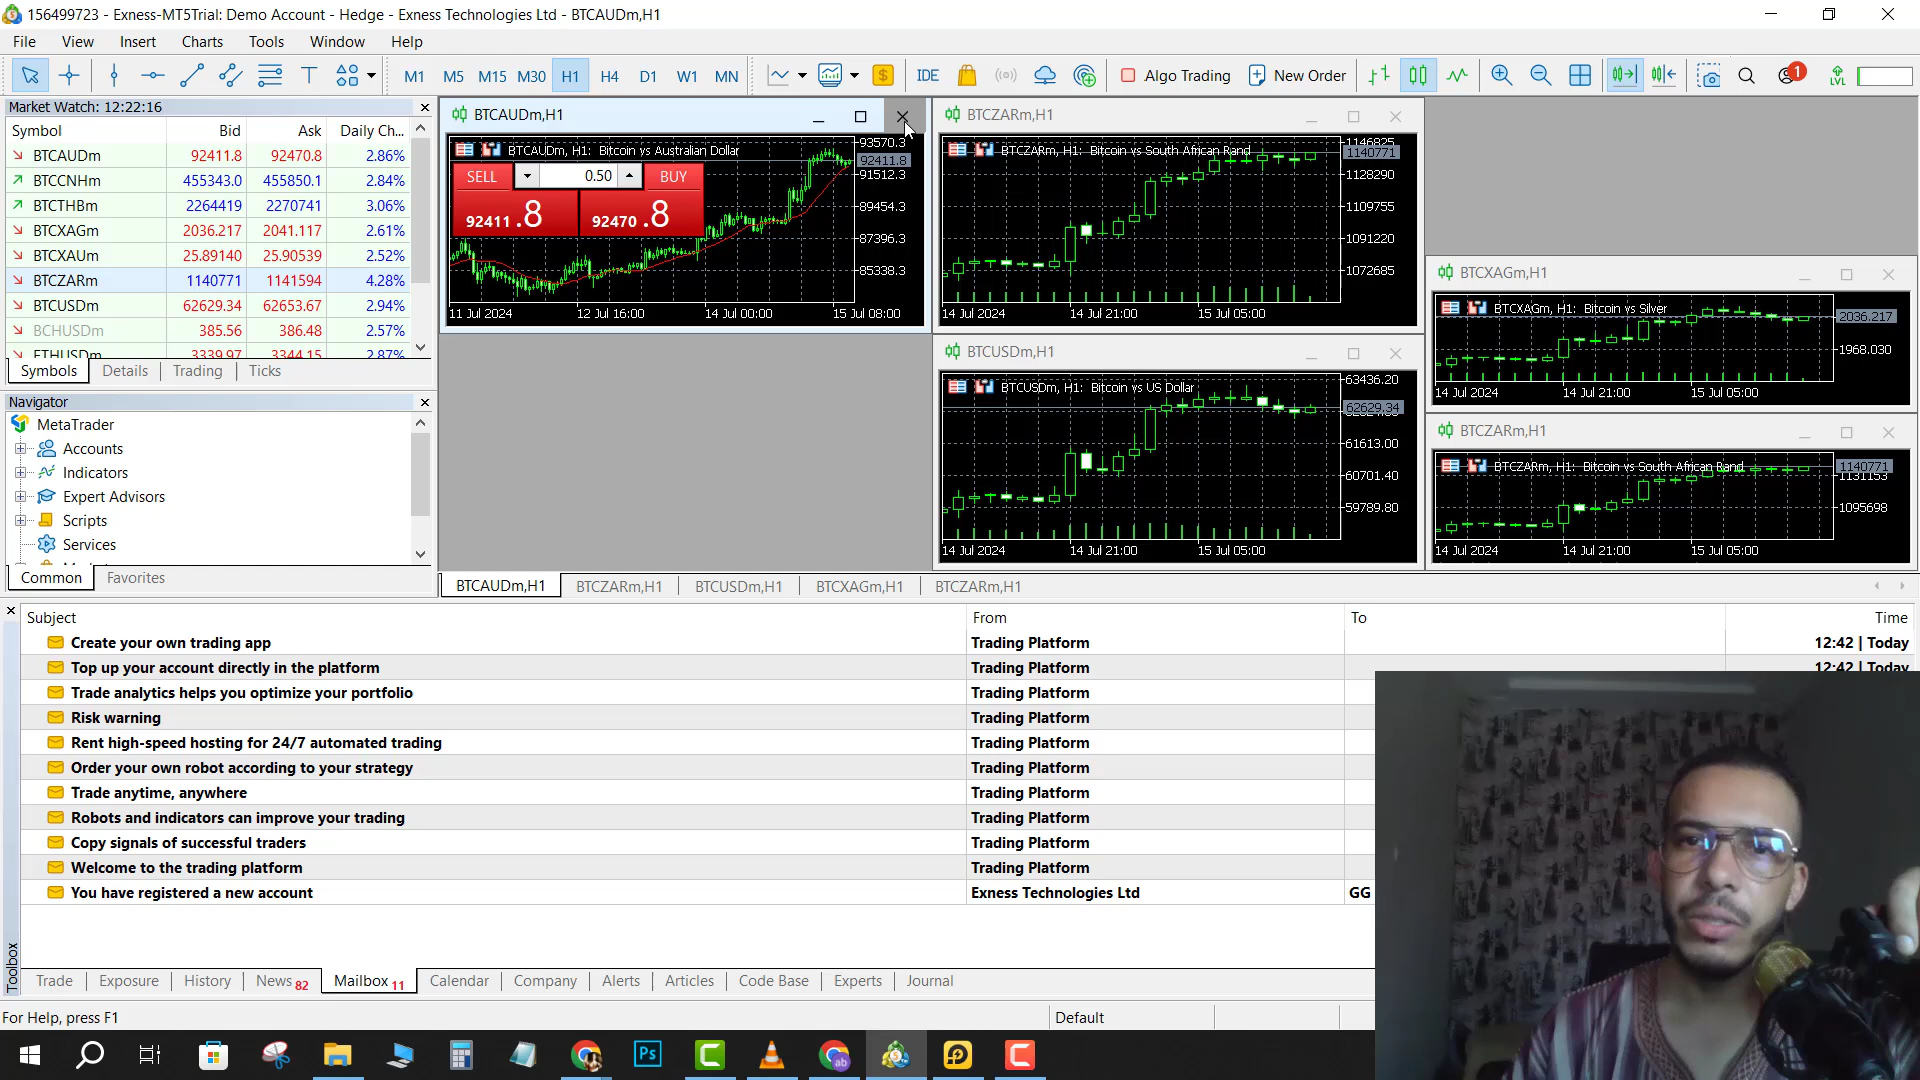 156499723 - Exness-MT5Trial: Demo Account - Hedge - Exness Technologies Ltd - BTCAUDm,H1
File View Insert Charts Tools Window Help
M1 M5 M15 M30 H1 H4 D1 W1 MN IDE Algo Trading New Order 1 LVL
Market Watch: 12:22:16
Symbol Bid Ask Daily Ch...
BTCAUDm 92411.8 92470.8 2.86%
BTCCNHm 455343.0 455850.1 2.84%
BTCTHBm 2264419 2270741 3.06%
BTCXAGm 2036.217 2041.117 2.61%
BTCXAUm 25.89140 25.90539 2.52%
BTCZARm 1140771 1141594 4.28%
BTCUSDm 62629.34 62653.67 2.94%
BCHUSDm 385.56 386.48 2.57%
ETHUSDm 3339.97 3344.15 2.87%
Symbols Details Trading Ticks
Navigator
MetaTrader
Accounts
Indicators
Expert Advisors
Scripts
Services
Common Favorites
BTCAUDm,H1
BTCAUDm, H1: Bitcoin vs Australian Dollar
SELL 0.50 BUY
92411.8 92470.8
93570.3
92411.8
91512.3
89454.3
87396.3
85338.3
11 Jul 2024 12 Jul 16:00 14 Jul 00:00 15 Jul 08:00
BTCZARm,H1
BTCZARm, H1: Bitcoin vs South African Rand
1146825
1140771
1128290
1109755
1091220
1072685
14 Jul 2024 14 Jul 21:00 15 Jul 05:00
BTCUSDm,H1
BTCUSDm, H1: Bitcoin vs US Dollar
63436.20
62629.34
61613.00
60701.40
59789.80
14 Jul 2024 14 Jul 21:00 15 Jul 05:00
BTCXAGm,H1
BTCXAGm, H1: Bitcoin vs Silver
2036.217
1968.030
14 Jul 2024 14 Jul 21:00 15 Jul 05:00
BTCZARm,H1
BTCZARm, H1: Bitcoin vs South African Rand
1140771
1131153
1095698
14 Jul 2024 14 Jul 21:00 15 Jul 05:00
BTCAUDm,H1 BTCZARm,H1 BTCUSDm,H1 BTCXAGm,H1 BTCZARm,H1
Subject From To Time
Create your own trading app Trading Platform 12:42 | Today
Top up your account directly in the platform Trading Platform 12:42 | Today
Trade analytics helps you optimize your portfolio Trading Platform
Risk warning Trading Platform
Rent high-speed hosting for 24/7 automated trading Trading Platform
Order your own robot according to your strategy Trading Platform
Trade anytime, anywhere Trading Platform
Robots and indicators can improve your trading Trading Platform
Copy signals of successful traders Trading Platform
Welcome to the trading platform Trading Platform
You have registered a new account Exness Technologies Ltd GG
Toolbox
Trade Exposure History News 82 Mailbox 11 Calendar Company Alerts Articles Code Base Experts Journal
For Help, press F1 Default
Ps
ab